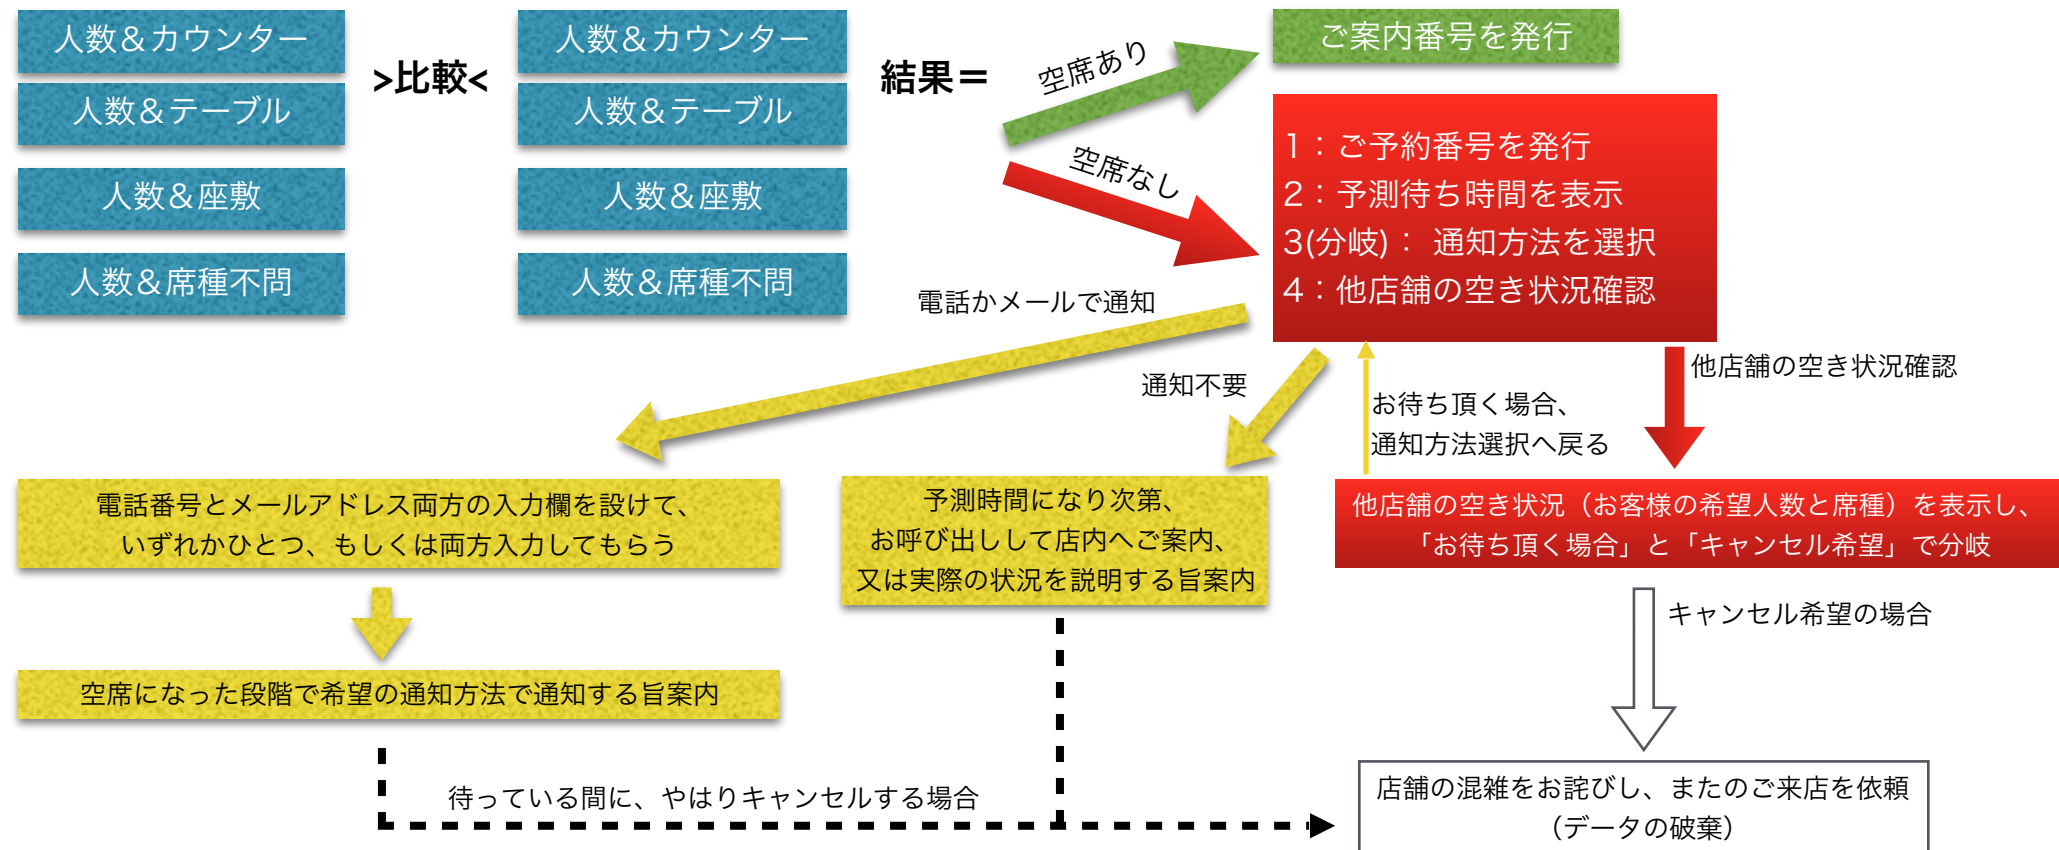 人数＆カウンター
人数＆テーブル
人数＆座敷
人数＆席種不問
>比較<
人数＆カウンター
人数＆テーブル
人数＆座敷
人数＆席種不問
結果＝
空席あり
空席なし
ご案内番号を発行
1：ご予約番号を発行
2：予測待ち時間を表示
3(分岐)： 通知方法を選択
4：他店舗の空き状況確認
電話かメールで通知
通知不要
お待ち頂く場合、
通知方法選択へ戻る
他店舗の空き状況確認
電話番号とメールアドレス両方の入力欄を設けて、
いずれかひとつ、もしくは両方入力してもらう
予測時間になり次第、
お呼び出しして店内へご案内、
又は実際の状況を説明する旨案内
他店舗の空き状況（お客様の希望人数と席種）を表示し、
「お待ち頂く場合」と「キャンセル希望」で分岐
キャンセル希望の場合
空席になった段階で希望の通知方法で通知する旨案内
待っている間に、やはりキャンセルする場合
店舗の混雑をお詫びし、またのご来店を依頼
（データの破棄）